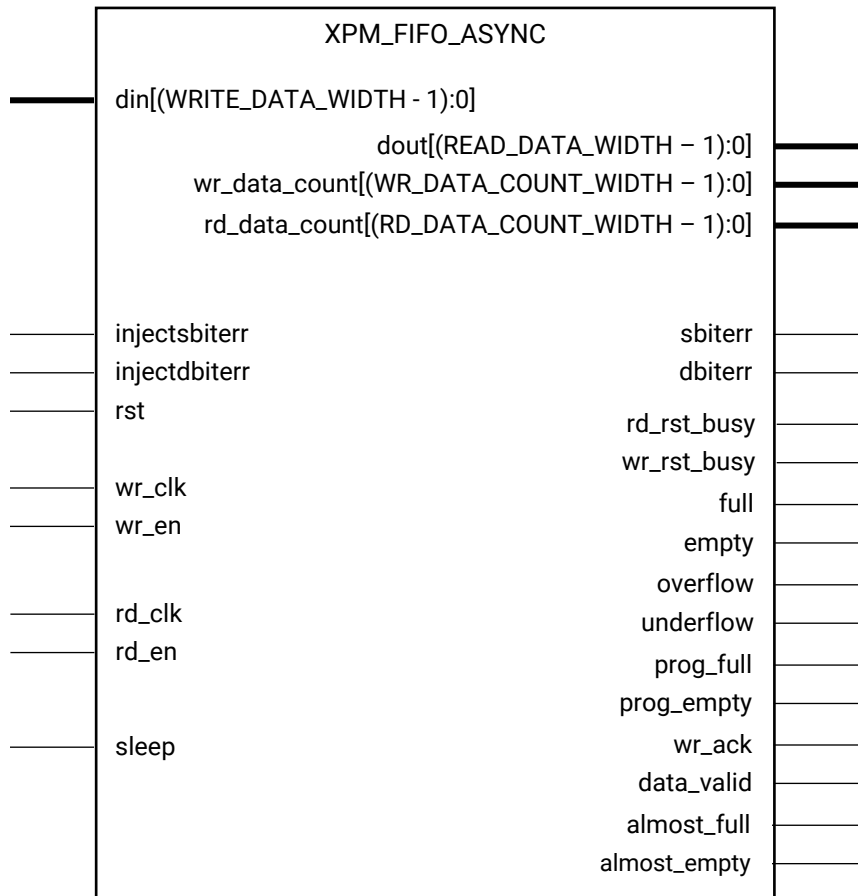 XPM_FIFO_ASYNC
din[(WRITE_DATA_WIDTH - 1):0]
dout[(READ_DATA_WIDTH – 1):0]
wr_data_count[(WR_DATA_COUNT_WIDTH – 1):0]
rd_data_count[(RD_DATA_COUNT_WIDTH – 1):0]
injectsbiterr
sbiterr
injectdbiterr
dbiterr
rst
rd_rst_busy
wr_rst_busy
wr_clk
full
wr_en
empty
overflow
rd_clk
underflow
rd_en
prog_full
prog_empty
sleep
wr_ack
data_valid
almost_full
almost_empty